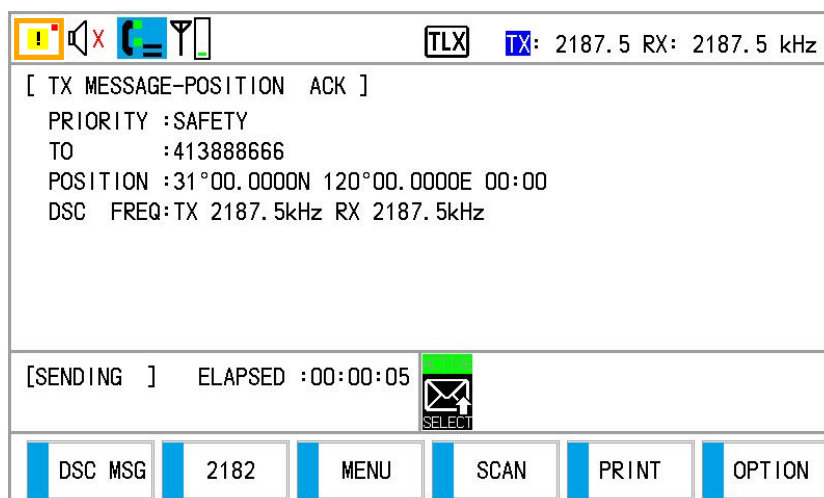 ! X TLX TX: 2187.5 RX: 2187.5 kHz
[ TX MESSAGE-POSITION ACK ]
PRIORITY :SAFETY
TO :413888666
POSITION :31°00.0000N 120°00.0000E 00:00
DSC FREQ:TX 2187.5kHz RX 2187.5kHz
[SENDING ] ELAPSED :00:00:05
SELECT
DSC MSG 2182 MENU SCAN PRINT OPTION